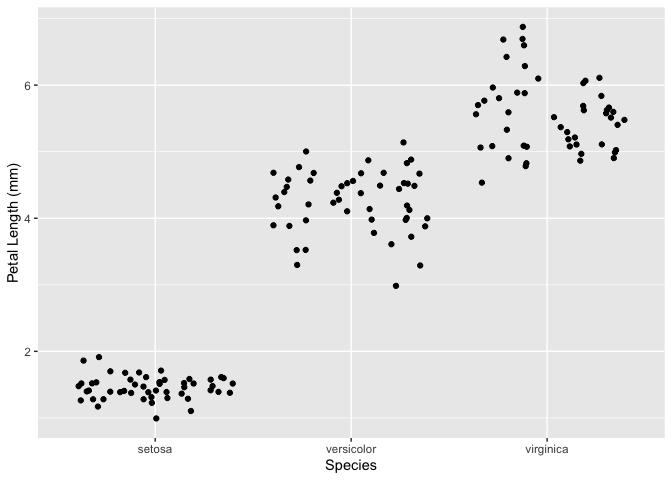 Petal Length (mm)
6
4
2
setosa
versicolor
virginica
Species